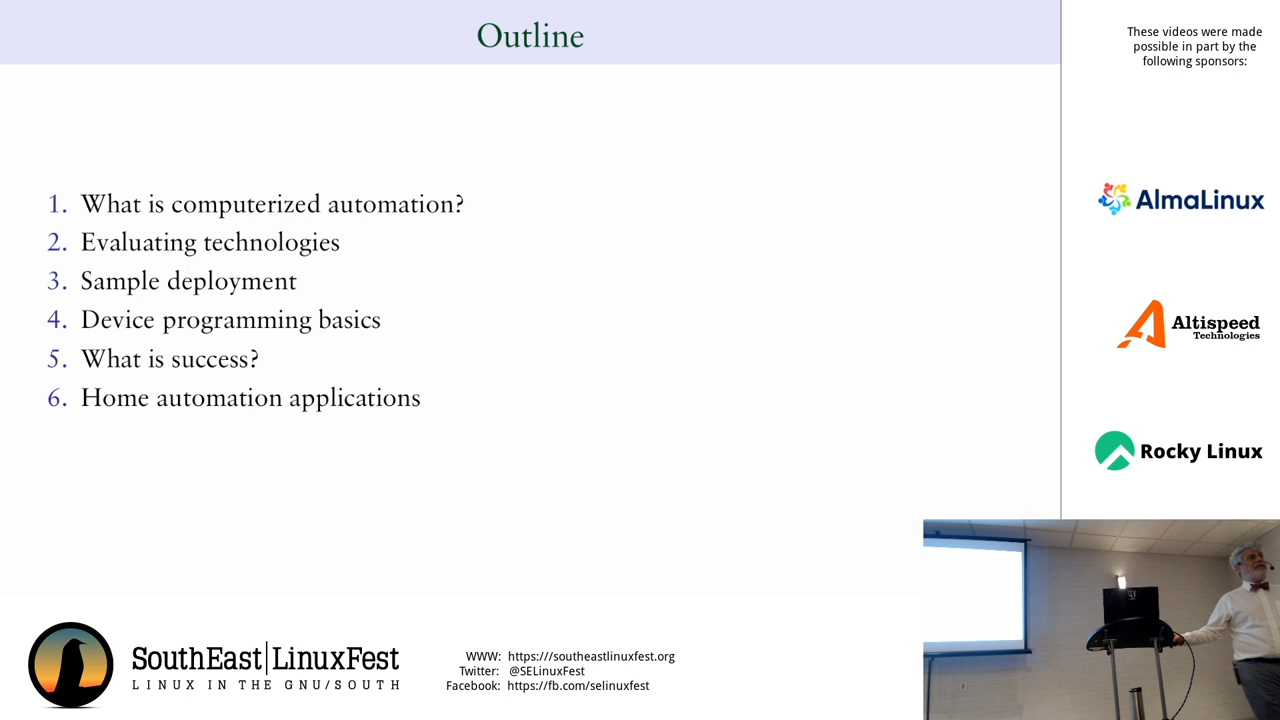 Outline
1. What is computerized automation?
2. Evaluating technologies
3. Sample deployment
4. Device programming basics
5. What is success?
6. Home automation applications
These videos were made
possible in part by the
following sponsors:
AlmaLinux
Altispeed
Technologies
Rocky Linux
SouthEast|LinuxFest
LINUX IN THE GNU/SOUTH
WWW: https:///southeastlinuxfest.org
Twitter: @SELinuxFest
Facebook: https://fb.com/selinuxfest